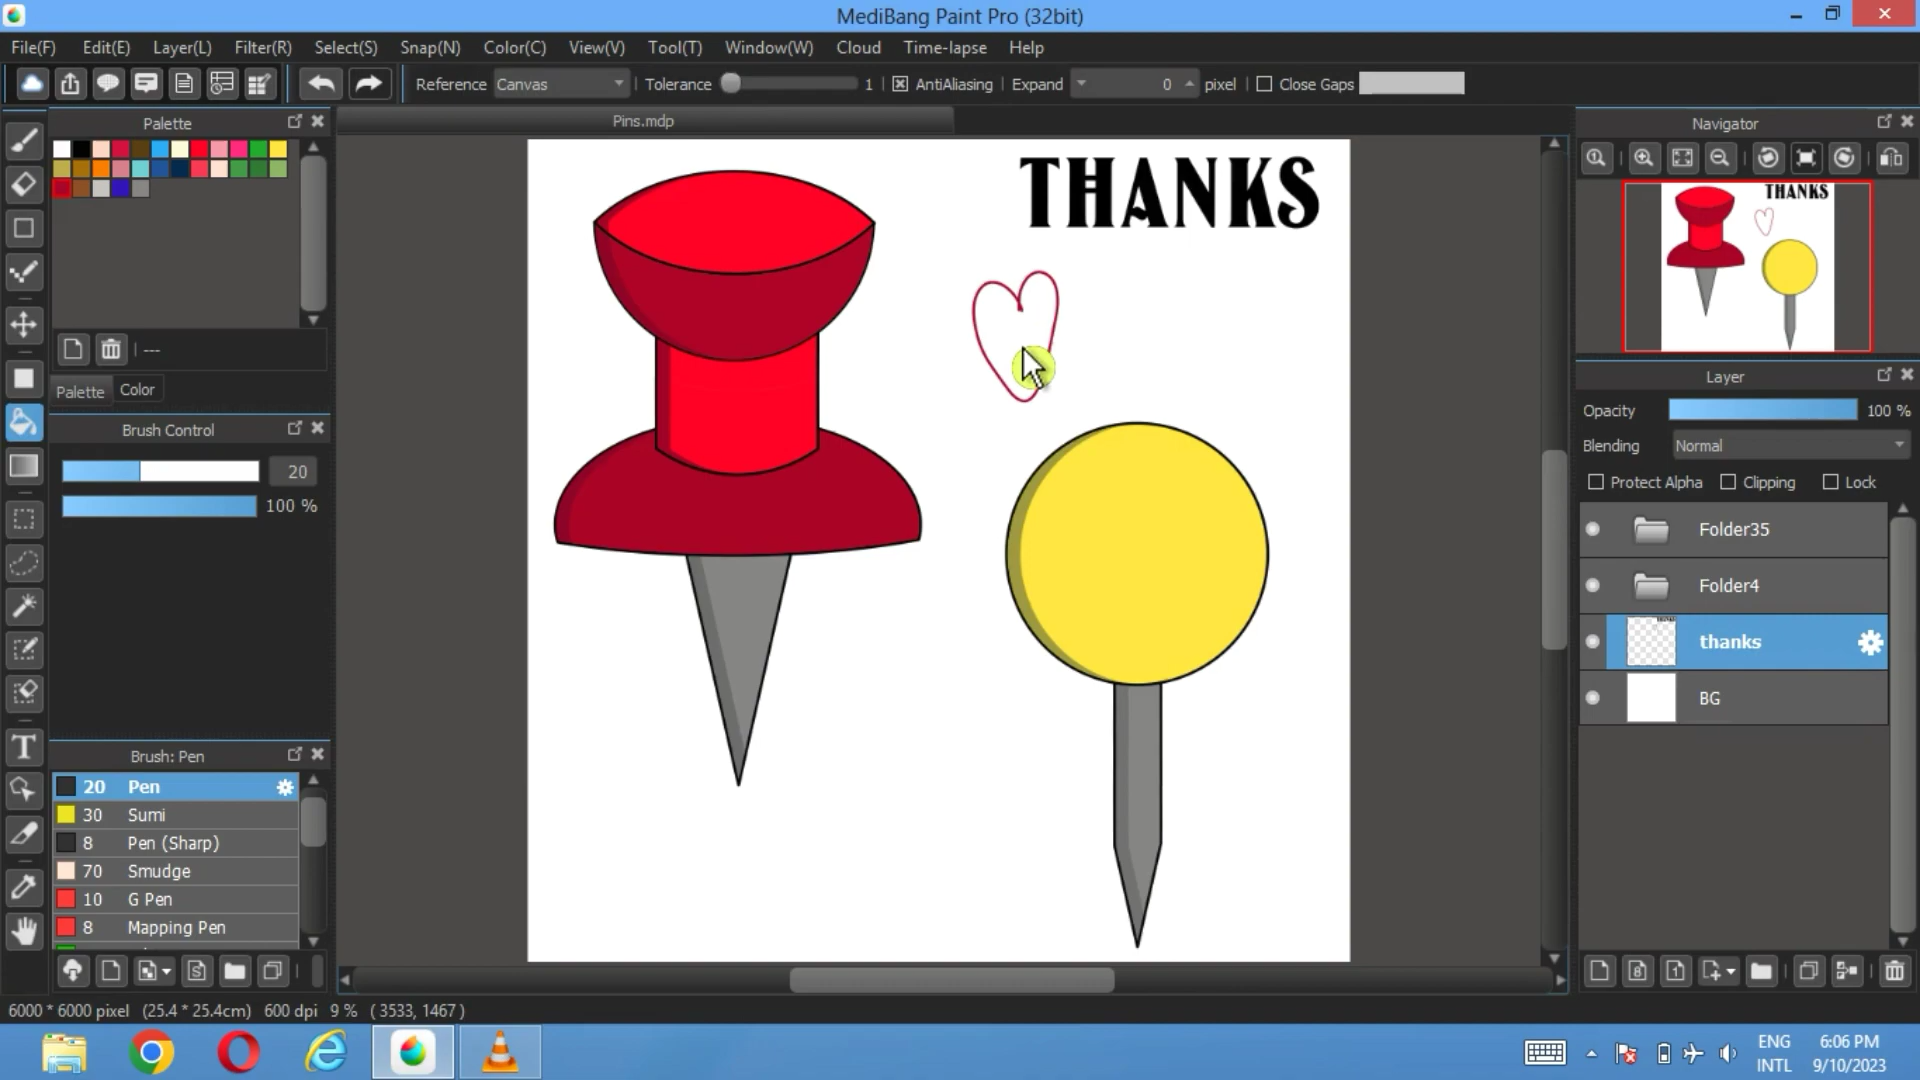 MediBang Paint Pro (32bit)
File(F) Edit(E) Layer(L) Filter(R) Select(S) Snap(N) Color(C) View(V) Tool(T) Window(W) Cloud Time-lapse Help
Reference Canvas Tolerance 1 AntiAliasing Expand 0 pixel Close Gaps
Palette
---
Palette Color
Brush Control
20
100 %
Brush: Pen
20 Pen
30 Sumi
8 Pen (Sharp)
70 Smudge
10 G Pen
8 Mapping Pen
Pins.mdp
THANKS
Navigator
THANKS
Layer
Opacity 100 %
Blending Normal
Protect Alpha Clipping Lock
Folder35
Folder4
thanks
BG
6000 * 6000 pixel (25.4 * 25.4cm) 600 dpi 9 % ( 3533, 1467 )
ENG 6:06 PM
INTL 9/10/2023